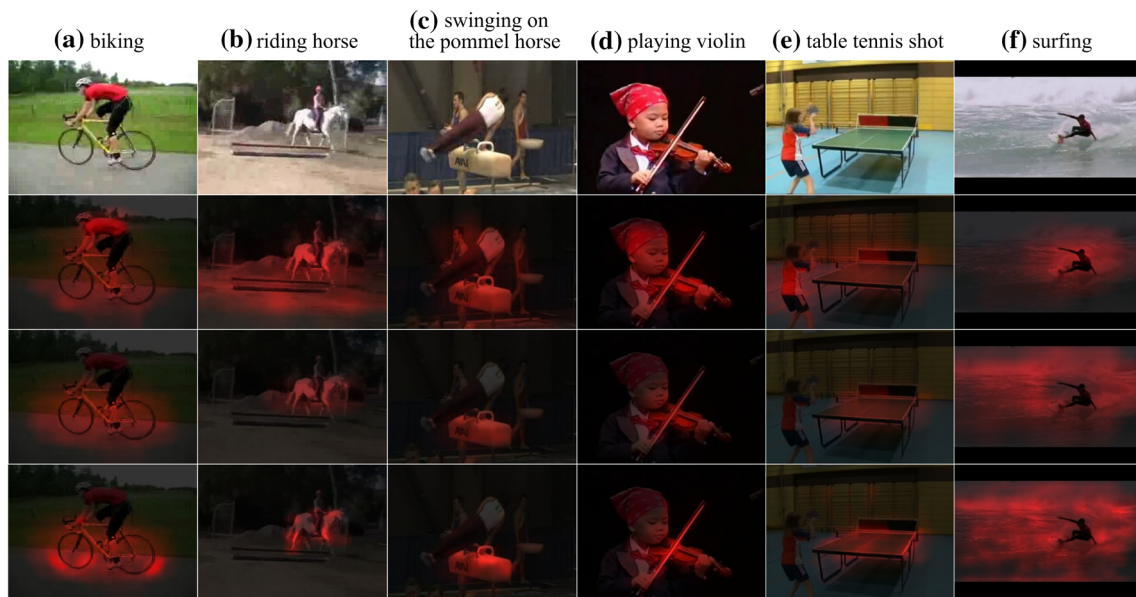 (a) biking
(b) riding horse
(c) swinging on
the pommel horse
(d) playing violin
(e) table tennis shot
(f) surfing